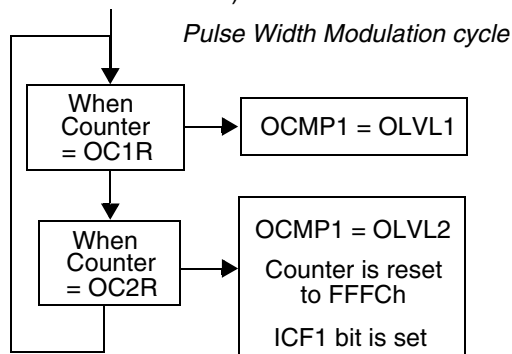 Pulse Width Modulation cycle
When
Counter
= OC1R
OCMP1 = OLVL1
When
Counter
= OC2R
OCMP1 = OLVL2
Counter is reset
to FFFCh
ICF1 bit is set